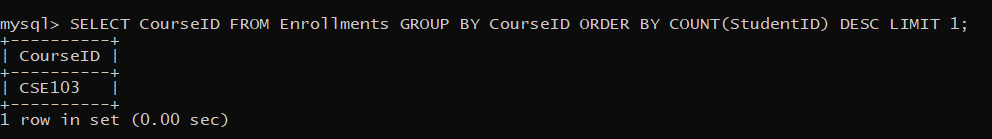 mysql> SELECT CourseID FROM Enrollments GROUP BY CourseID ORDER BY COUNT(StudentID) DESC LIMIT 1;
+----------+
| CourseID |
+----------+
| CSE103   |
+----------+
1 row in set (0.00 sec)